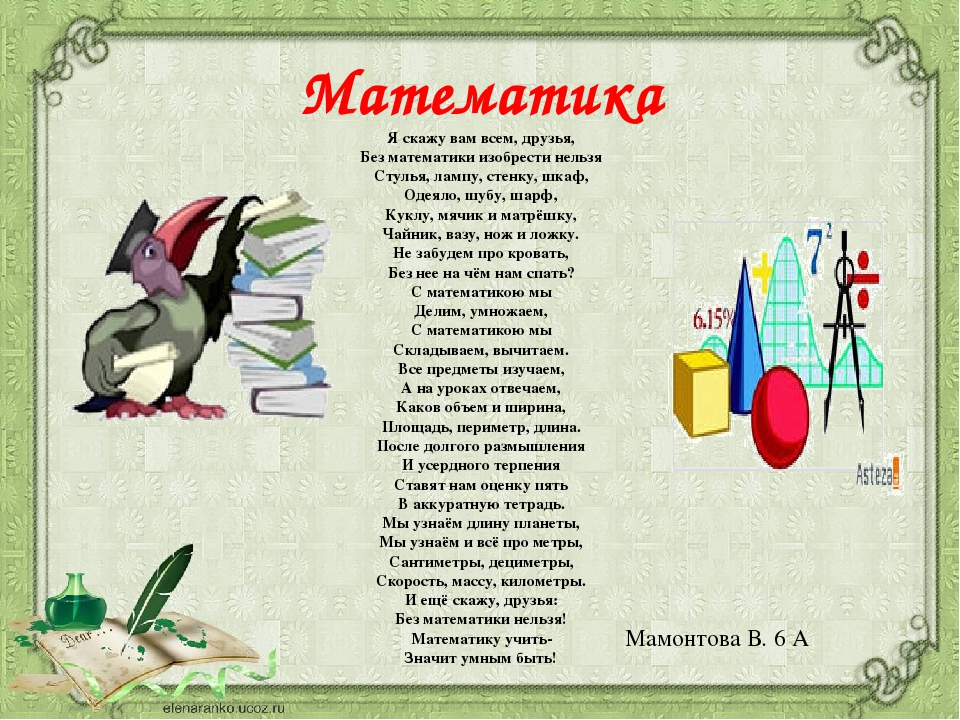 Математика
Я скажу вам всем, друзья,
Без математики изобрести нельзя
Стулья, лампу, стенку, шкаф,
Одеяло, шубу, шарф,
Куклу, мячик и матрёшку,
Чайник, вазу, нож и ложку.
Не забудем про кровать,
Без нее на чём нам спать?
С математикою мы
Делим, умножаем,
С математикою мы
Складываем, вычитаем.
Все предметы изучаем,
А на уроках отвечаем,
Каков объем и ширина,
Площадь, периметр, длина.
После долгого размышления
И усердного терпения
Ставят нам оценку пять
В аккуратную тетрадь.
Мы узнаём длину планеты,
Мы узнаём и всё про метры,
Сантиметры, дециметры,
Скорость, массу, километры.
И ещё скажу, друзья:
Без математики нельзя!
Математику учить-
Значит умным быть!
7 2
+
÷
6.15%
Asteza
Мамонтова В. 6 А
Dear...
elenaranko.ucoz.ru